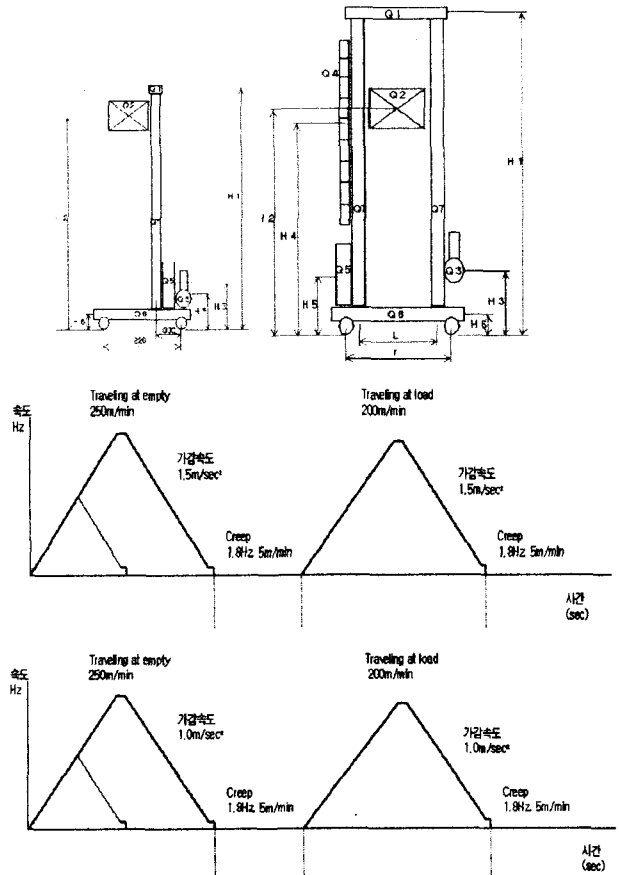 Q1
Q4
Q2
Q7
Q3
Q5
Q6
H1
H4
H5
H3
H6
L
r
Q2
H1
Q6
220
Traveling at empty
250m/min
Traveling at load
200m/min
속도
Hz
가감속도
1.5m/sec²
가감속도
1.5m/sec²
Creep
1.8Hz, 5m/min
Creep
1.8Hz, 5m/min
시간
(sec)
Traveling at empty
250m/min
Traveling at load
200m/min
속도
Hz
가감속도
1.0m/sec²
가감속도
1.0m/sec²
Creep
1.8Hz, 5m/min
Creep
1.8Hz, 5m/min
시간
(sec)